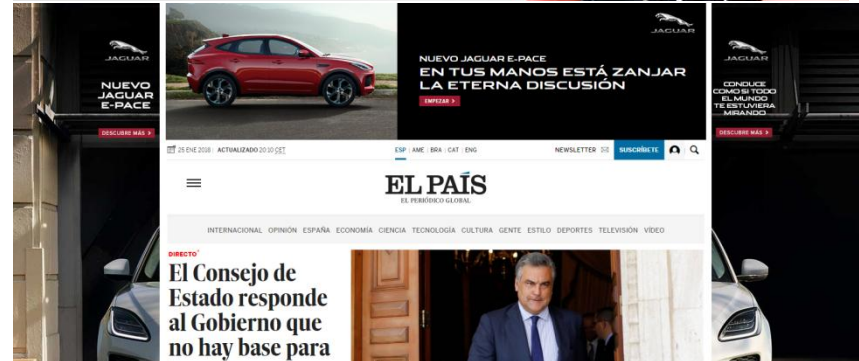 JAGUAR
NUEVO
JAGUAR
E-PACE
DESCUBRE MÁS >
JAGUAR
NUEVO JAGUAR E-PACE
EN TUS MANOS ESTÁ ZANJAR
LA ETERNA DISCUSIÓN
EMPEZAR >
JAGUAR
CONDUCE
COMO SI TODO
EL MUNDO
TE ESTUVIERA
MIRANDO
DESCUBRE MÁS >
25 ENE 2018 | ACTUALIZADO 20:10 CET
ESP | AME | BRA | CAT | ENG
NEWSLETTER
SUSCRÍBETE
EL PAÍS
EL PERIÓDICO GLOBAL
INTERNACIONAL OPINIÓN ESPAÑA ECONOMÍA CIENCIA TECNOLOGÍA CULTURA GENTE ESTILO DEPORTES TELEVISIÓN VÍDEO
DIRECTO
El Consejo de
Estado responde
al Gobierno que
no hay base para